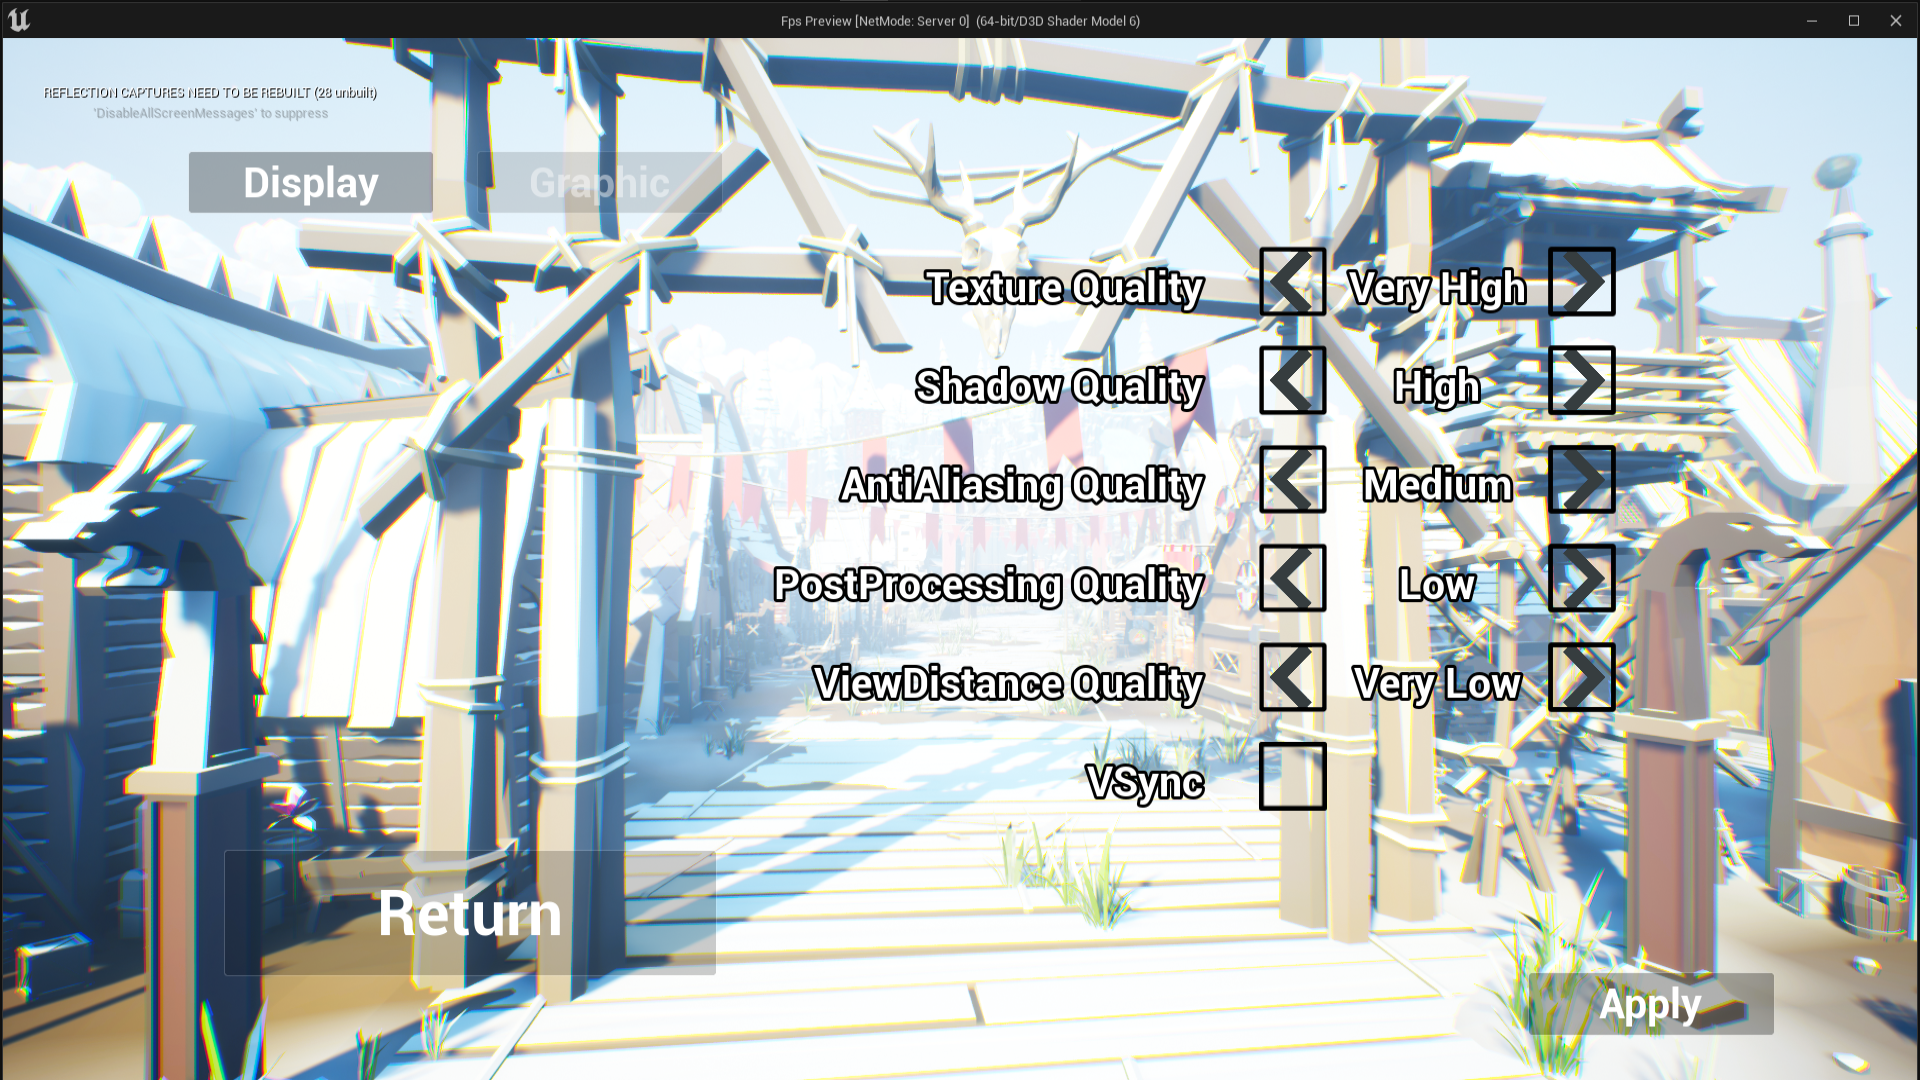 Fps Preview [NetMode: Server 0] (64-bit/D3D Shader Model 6)
REFLECTION CAPTURES NEED TO BE REBUILT (28 unbuilt)
'DisableAllScreenMessages' to suppress
Display
Graphic
Texture Quality
Very High
Shadow Quality
High
AntiAliasing Quality
Medium
PostProcessing Quality
Low
ViewDistance Quality
Very Low
VSync
Return
Apply